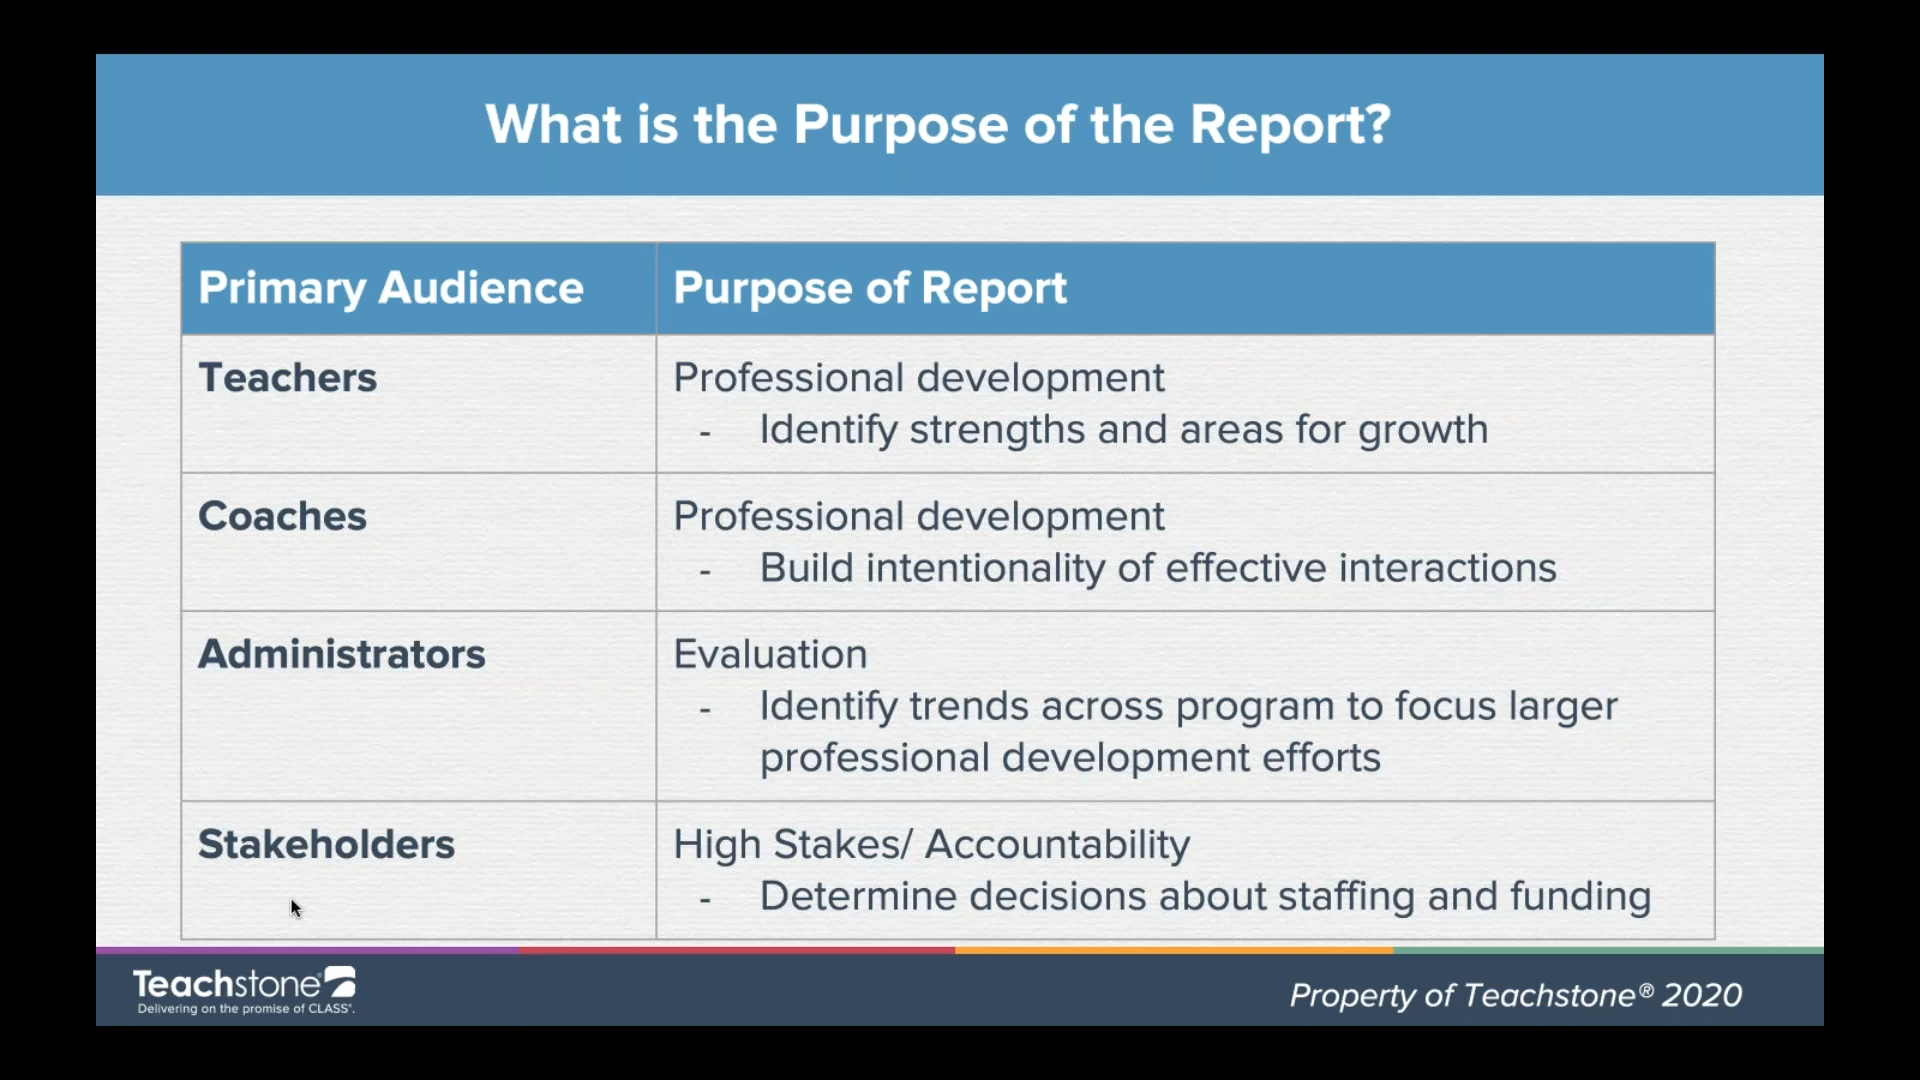 What is the Purpose of the Report?
Primary Audience
Purpose of Report
Teachers
Professional development
- Identify strengths and areas for growth
Coaches
Professional development
- Build intentionality of effective interactions
Administrators
Evaluation
- Identify trends across program to focus larger
professional development efforts
Stakeholders
High Stakes/ Accountability
- Determine decisions about staffing and funding
Teachstone®
Delivering on the promise of CLASS®.
Property of Teachstone® 2020